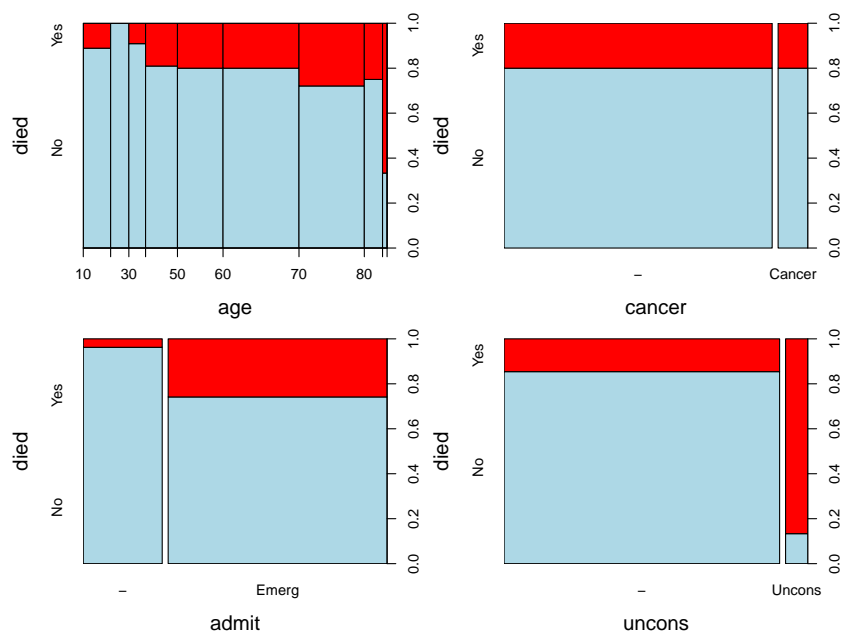 died
No
Yes
0.0 0.2 0.4 0.6 0.8 1.0
10 30 50 60 70 80
age
died
No
Yes
0.0 0.2 0.4 0.6 0.8 1.0
– Cancer
cancer
died
No
Yes
0.0 0.2 0.4 0.6 0.8 1.0
– Emerg
admit
died
No
Yes
0.0 0.2 0.4 0.6 0.8 1.0
– Uncons
uncons